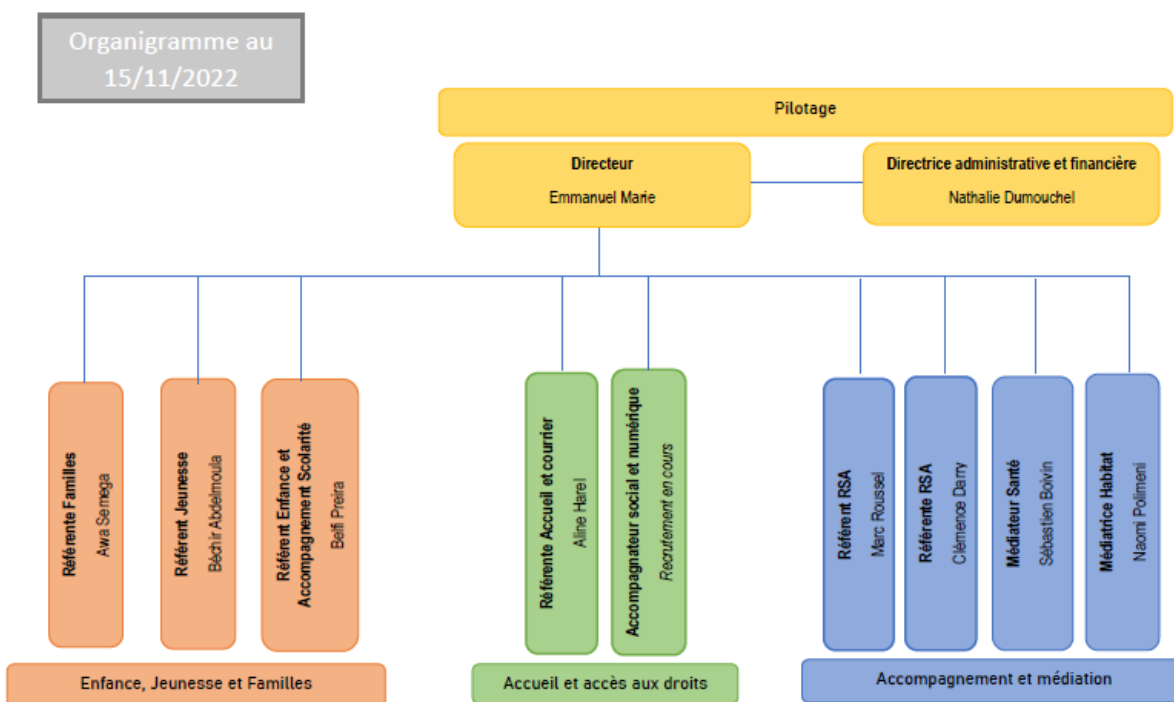 Organigramme au
15/11/2022
Pilotage
Directeur
Emmanuel Marie
Directrice administrative et financière
Nathalie Dumouchel
Référente Familles
Awa Semega
Référent Jeunesse
Béchir Abdelmoula
Référent Enfance et
Accompagnement Scolarité
Belfi Preira
Référente Accueil et courrier
Aline Harel
Accompagnateur social et numérique
Recrutement en cours
Référent RSA
Marc Roussel
Référente RSA
Clémence Darry
Médiateur Santé
Sébastien Boivin
Médiatrice Habitat
Naomi Polimeni
Enfance, Jeunesse et Familles
Accueil et accès aux droits
Accompagnement et médiation